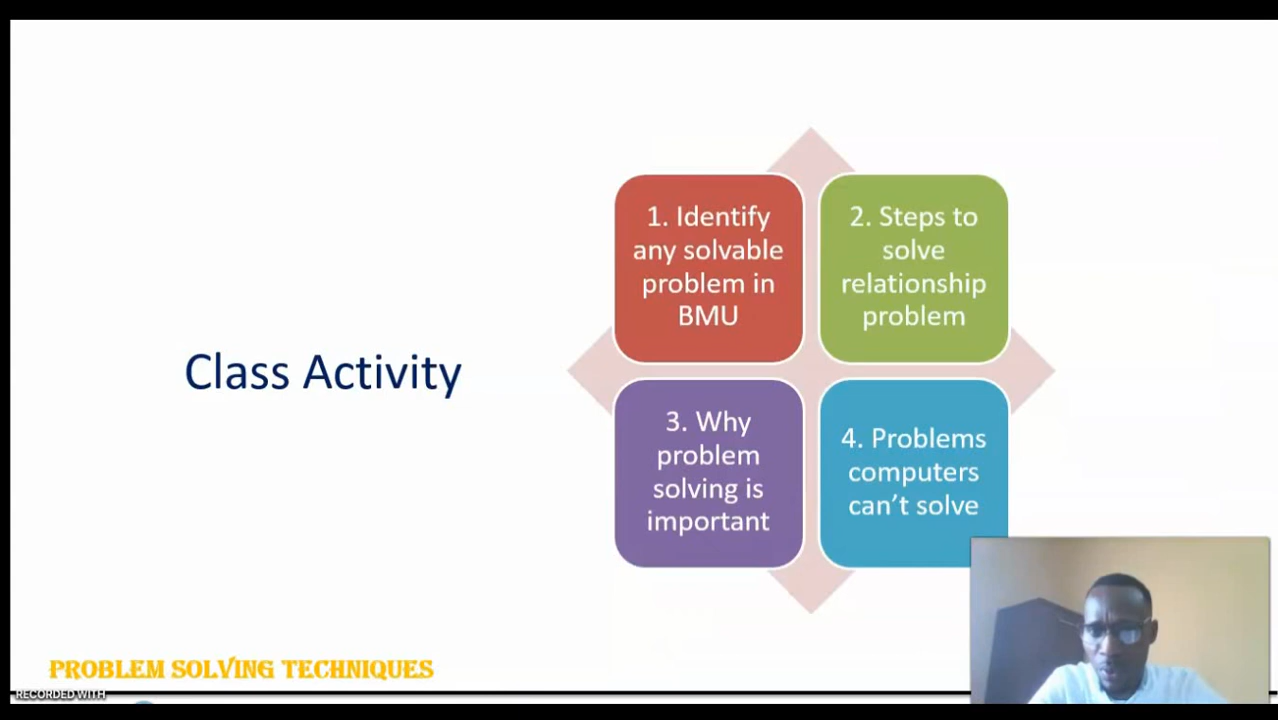 Class Activity
1. Identify
any solvable
problem in
BMU
2. Steps to
solve
relationship
problem
3. Why
problem
solving is
important
4. Problems
computers
can't solve
PROBLEM SOLVING TECHNIQUES
RECORDED WITH